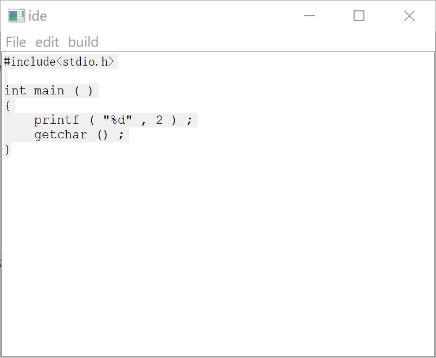 ide
File edit build
#include<stdio.h>
int main ( )
{
    printf ( "%d" , 2 ) ;
    getchar () ;
}